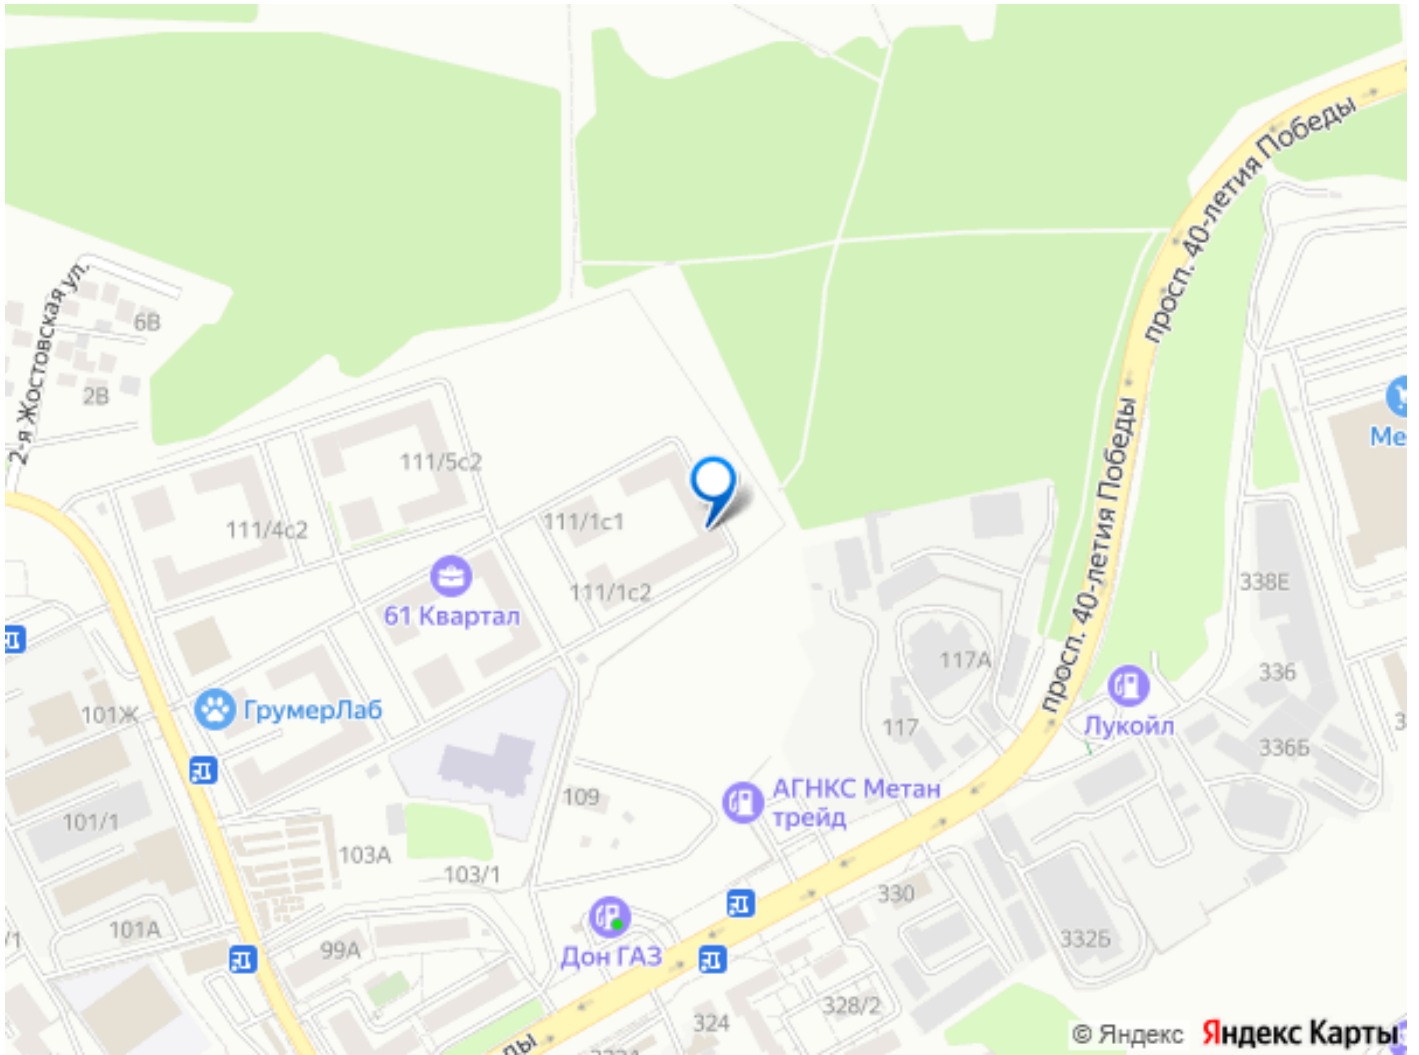 просп. 40-летия Победы
2-я Жостовская ул.
6В
2В
просп. 40-летия Победы
Ме
111/5с2
111/4с2
111/1с1
111/1с2
61 Квартал
338Е
117А
336
ГрумерЛаб
101Ж
117
Лукойл
336Б
АГНКС Метан
трейд
109
101/1
103А
103/1
330
101А
99А
Дон ГАЗ
332Б
328/2
324
© Яндекс Яндекс Карты